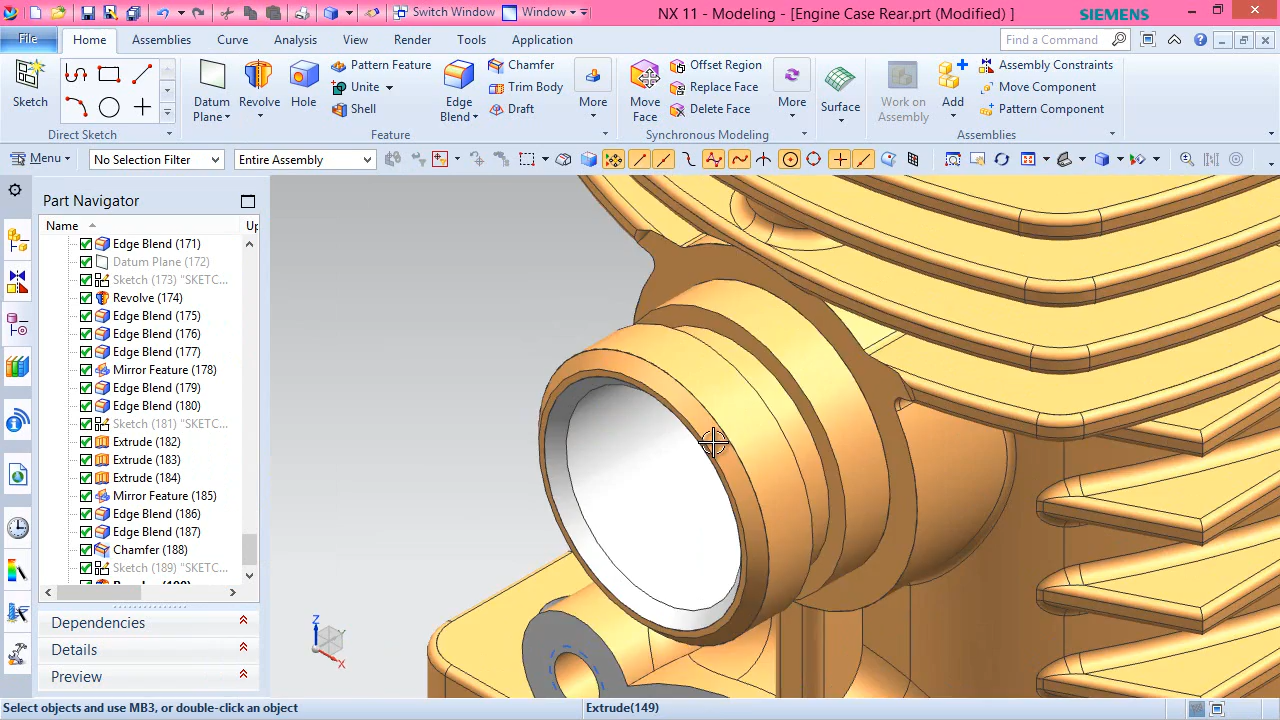 Switch Window
Window
NX 11 - Modeling - [Engine Case Rear.prt (Modified) ]
SIEMENS
File
Home
Assemblies
Curve
Analysis
View
Render
Tools
Application
Find a Command
Sketch
Direct Sketch
Datum Plane
Revolve
Hole
Pattern Feature
Unite
Shell
Edge Blend
Chamfer
Trim Body
Draft
More
Feature
Move Face
Offset Region
Replace Face
Delete Face
More
Synchronous Modeling
Surface
Work on Assembly
Add
Assembly Constraints
Move Component
Pattern Component
Assemblies
Menu
No Selection Filter
Entire Assembly
Part Navigator
Name
Up
Edge Blend (171)
Datum Plane (172)
Sketch (173) "SKETC...
Revolve (174)
Edge Blend (175)
Edge Blend (176)
Edge Blend (177)
Mirror Feature (178)
Edge Blend (179)
Edge Blend (180)
Sketch (181) "SKETC...
Extrude (182)
Extrude (183)
Extrude (184)
Mirror Feature (185)
Edge Blend (186)
Edge Blend (187)
Chamfer (188)
Sketch (189) "SKETC...
Dependencies
Details
Preview
Z
Y
X
Select objects and use MB3, or double-click an object
Extrude(149)